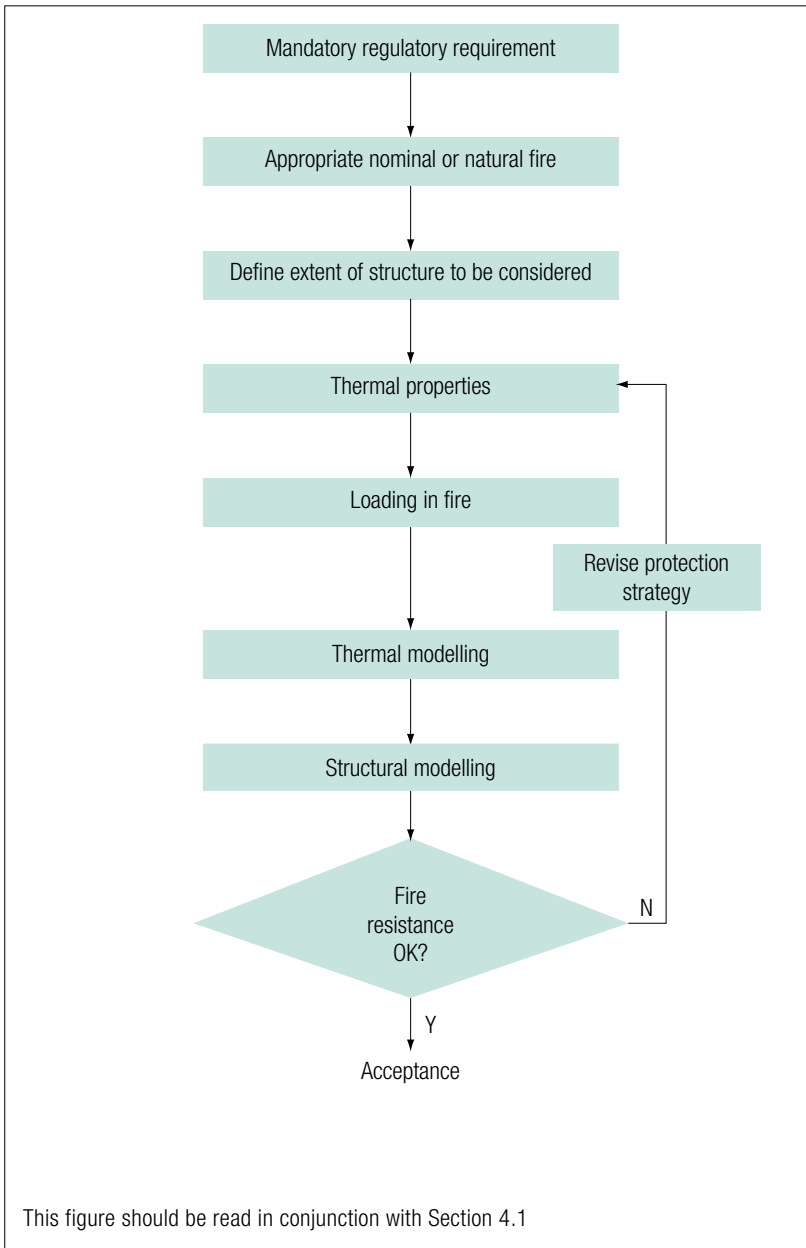 Mandatory regulatory requirement
Appropriate nominal or natural fire
Define extent of structure to be considered
Thermal properties
Loading in fire
Revise protection
strategy
Thermal modelling
Structural modelling
Fire
resistance
OK?
N
Y
Acceptance
This figure should be read in conjunction with Section 4.1